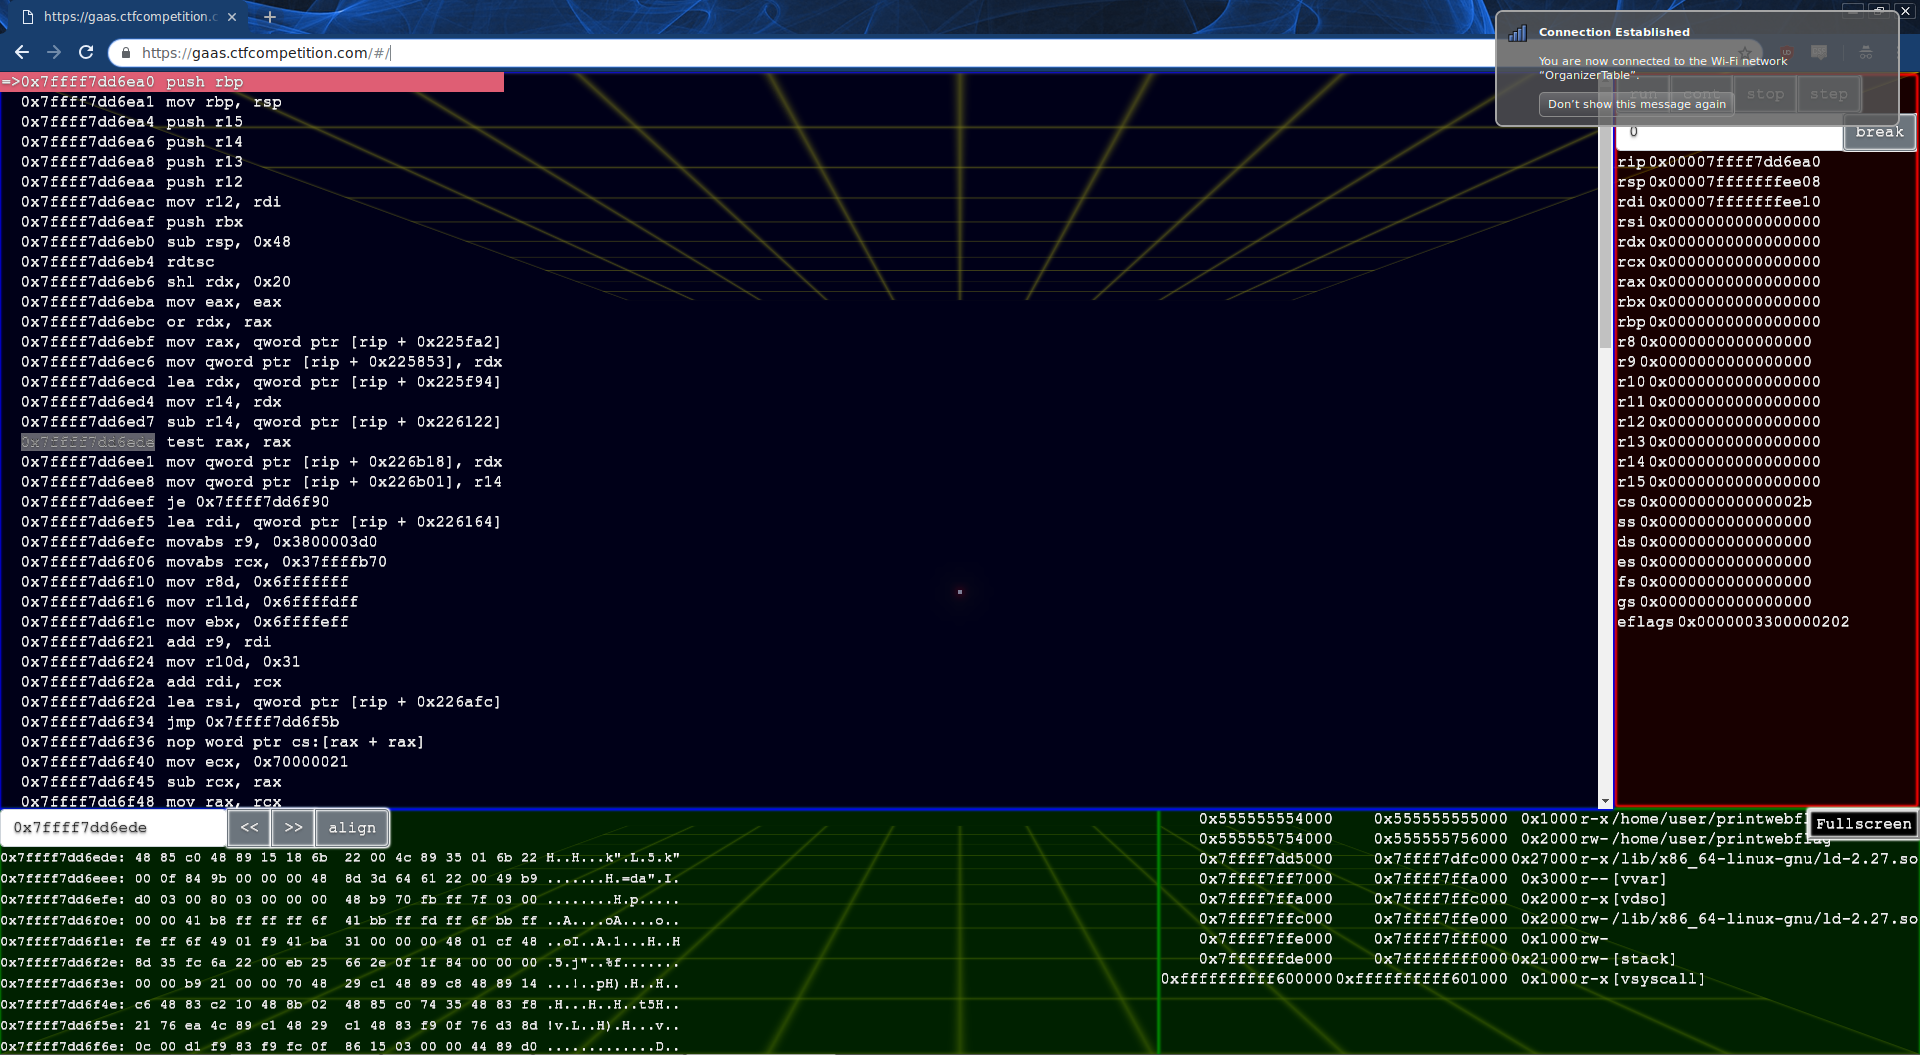 https://gaas.ctfcompetition.c
https://gaas.ctfcompetition.com/#/
Connection Established
You are now connected to the Wi-Fi network
“OrganizerTable”.
Don't show this message again
run cont stop step
0 break
=>0x7ffff7dd6ea0 push rbp
0x7ffff7dd6ea1 mov rbp, rsp
0x7ffff7dd6ea4 push r15
0x7ffff7dd6ea6 push r14
0x7ffff7dd6ea8 push r13
0x7ffff7dd6eaa push r12
0x7ffff7dd6eac mov r12, rdi
0x7ffff7dd6eaf push rbx
0x7ffff7dd6eb0 sub rsp, 0x48
0x7ffff7dd6eb4 rdtsc
0x7ffff7dd6eb6 shl rdx, 0x20
0x7ffff7dd6eba mov eax, eax
0x7ffff7dd6ebc or rdx, rax
0x7ffff7dd6ebf mov rax, qword ptr [rip + 0x225fa2]
0x7ffff7dd6ec6 mov qword ptr [rip + 0x225853], rdx
0x7ffff7dd6ecd lea rdx, qword ptr [rip + 0x225f94]
0x7ffff7dd6ed4 mov r14, rdx
0x7ffff7dd6ed7 sub r14, qword ptr [rip + 0x226122]
0x7ffff7dd6ede test rax, rax
0x7ffff7dd6ee1 mov qword ptr [rip + 0x226b18], rdx
0x7ffff7dd6ee8 mov qword ptr [rip + 0x226b01], r14
0x7ffff7dd6eef je 0x7ffff7dd6f90
0x7ffff7dd6ef5 lea rdi, qword ptr [rip + 0x226164]
0x7ffff7dd6efc movabs r9, 0x3800003d0
0x7ffff7dd6f06 movabs rcx, 0x37ffffb70
0x7ffff7dd6f10 mov r8d, 0x6fffffff
0x7ffff7dd6f16 mov r11d, 0x6ffffdff
0x7ffff7dd6f1c mov ebx, 0x6ffffeff
0x7ffff7dd6f21 add r9, rdi
0x7ffff7dd6f24 mov r10d, 0x31
0x7ffff7dd6f2a add rdi, rcx
0x7ffff7dd6f2d lea rsi, qword ptr [rip + 0x226afc]
0x7ffff7dd6f34 jmp 0x7ffff7dd6f5b
0x7ffff7dd6f36 nop word ptr cs:[rax + rax]
0x7ffff7dd6f40 mov ecx, 0x70000021
0x7ffff7dd6f45 sub rcx, rax
0x7ffff7dd6f48 mov rax, rcx
rip 0x00007ffff7dd6ea0
rsp 0x00007fffffffee08
rdi 0x00007fffffffee10
rsi 0x0000000000000000
rdx 0x0000000000000000
rcx 0x0000000000000000
rax 0x0000000000000000
rbx 0x0000000000000000
rbp 0x0000000000000000
r8 0x0000000000000000
r9 0x0000000000000000
r10 0x0000000000000000
r11 0x0000000000000000
r12 0x0000000000000000
r13 0x0000000000000000
r14 0x0000000000000000
r15 0x0000000000000000
cs 0x000000000000002b
ss 0x0000000000000000
ds 0x0000000000000000
es 0x0000000000000000
fs 0x0000000000000000
gs 0x0000000000000000
eflags 0x0000003300000202
0x7ffff7dd6ede << >> align
0x7ffff7dd6ede: 48 85 c0 48 89 15 18 6b 22 00 4c 89 35 01 6b 22 H..H...k".L.5.k"
0x7ffff7dd6eee: 00 0f 84 9b 00 00 00 48 8d 3d 64 61 22 00 49 b9 .......H.=da".I.
0x7ffff7dd6efe: d0 03 00 80 03 00 00 00 48 b9 70 fb ff 7f 03 00 ........H.p.....
0x7ffff7dd6f0e: 00 00 41 b8 ff ff ff 6f 41 bb ff fd ff 6f bb ff ..A....oA....o..
0x7ffff7dd6f1e: fe ff 6f 49 01 f9 41 ba 31 00 00 00 48 01 cf 48 ..oI..A.1...H..H
0x7ffff7dd6f2e: 8d 35 fc 6a 22 00 eb 25 66 2e 0f 1f 84 00 00 00 .5.j"..%f.......
0x7ffff7dd6f3e: 00 00 b9 21 00 00 70 48 29 c1 48 89 c8 48 89 14 ...!..pH).H..H..
0x7ffff7dd6f4e: c6 48 83 c2 10 48 8b 02 48 85 c0 74 35 48 83 f8 .H...H..H..t5H..
0x7ffff7dd6f5e: 21 76 ea 4c 89 c1 48 29 c1 48 83 f9 0f 76 d3 8d !v.L..H).H...v..
0x7ffff7dd6f6e: 0c 00 d1 f9 83 f9 fc 0f 86 15 03 00 00 44 89 d0 .............D..
Fullscreen
0x555555554000 0x555555555000 0x1000 r-x /home/user/printwebfl
0x555555754000 0x555555756000 0x2000 rw- /home/user/printwebflag
0x7ffff7dd5000 0x7ffff7dfc000 0x27000 r-x /lib/x86_64-linux-gnu/ld-2.27.so
0x7ffff7ff7000 0x7ffff7ffa000 0x3000 r-- [vvar]
0x7ffff7ffa000 0x7ffff7ffc000 0x2000 r-x [vdso]
0x7ffff7ffc000 0x7ffff7ffe000 0x2000 rw- /lib/x86_64-linux-gnu/ld-2.27.so
0x7ffff7ffe000 0x7ffff7fff000 0x1000 rw-
0x7ffffffde000 0x7ffffffff000 0x21000 rw- [stack]
0xffffffffff600000 0xffffffffff601000 0x1000 r-x [vsyscall]